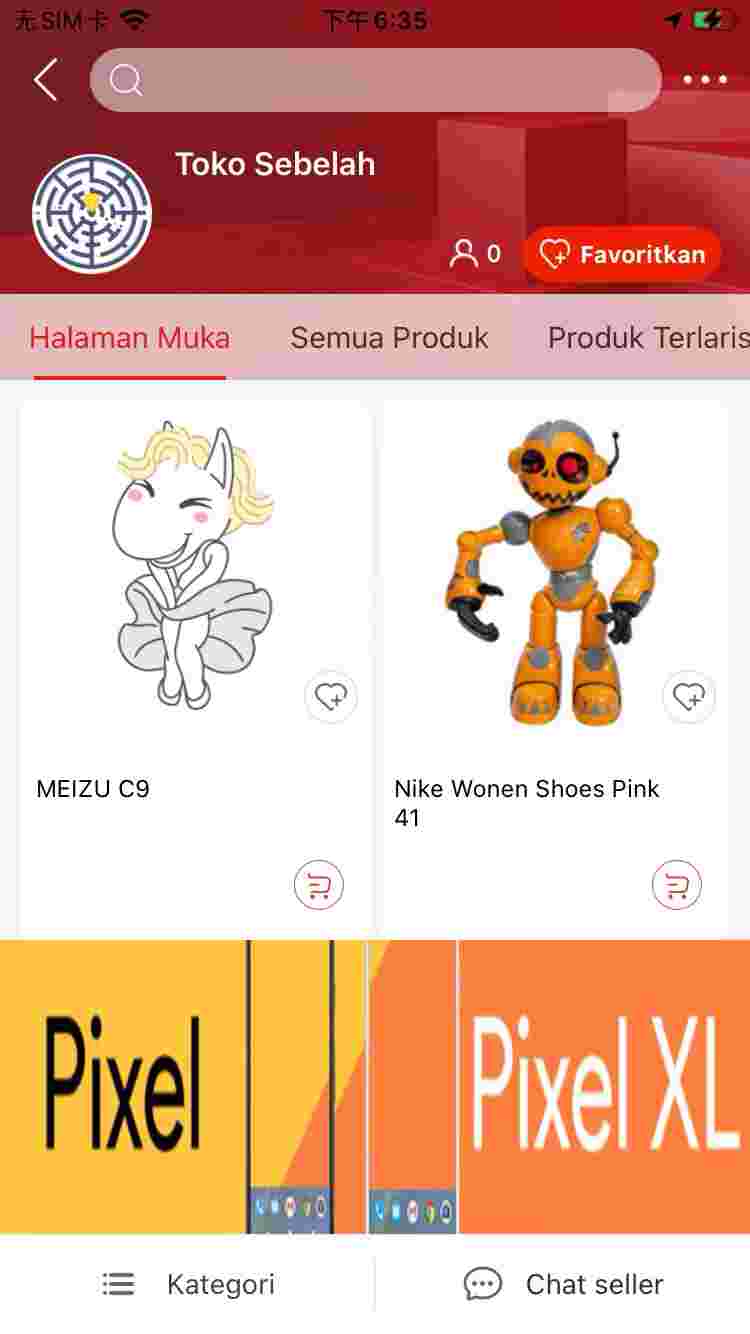 无SIM卡
下午6:35
Toko Sebelah
0
Favoritkan
Halaman Muka
Semua Produk
Produk Terlaris
MEIZU C9
Nike Wonen Shoes Pink
41
Pixel
Pixel XL
Kategori
Chat seller